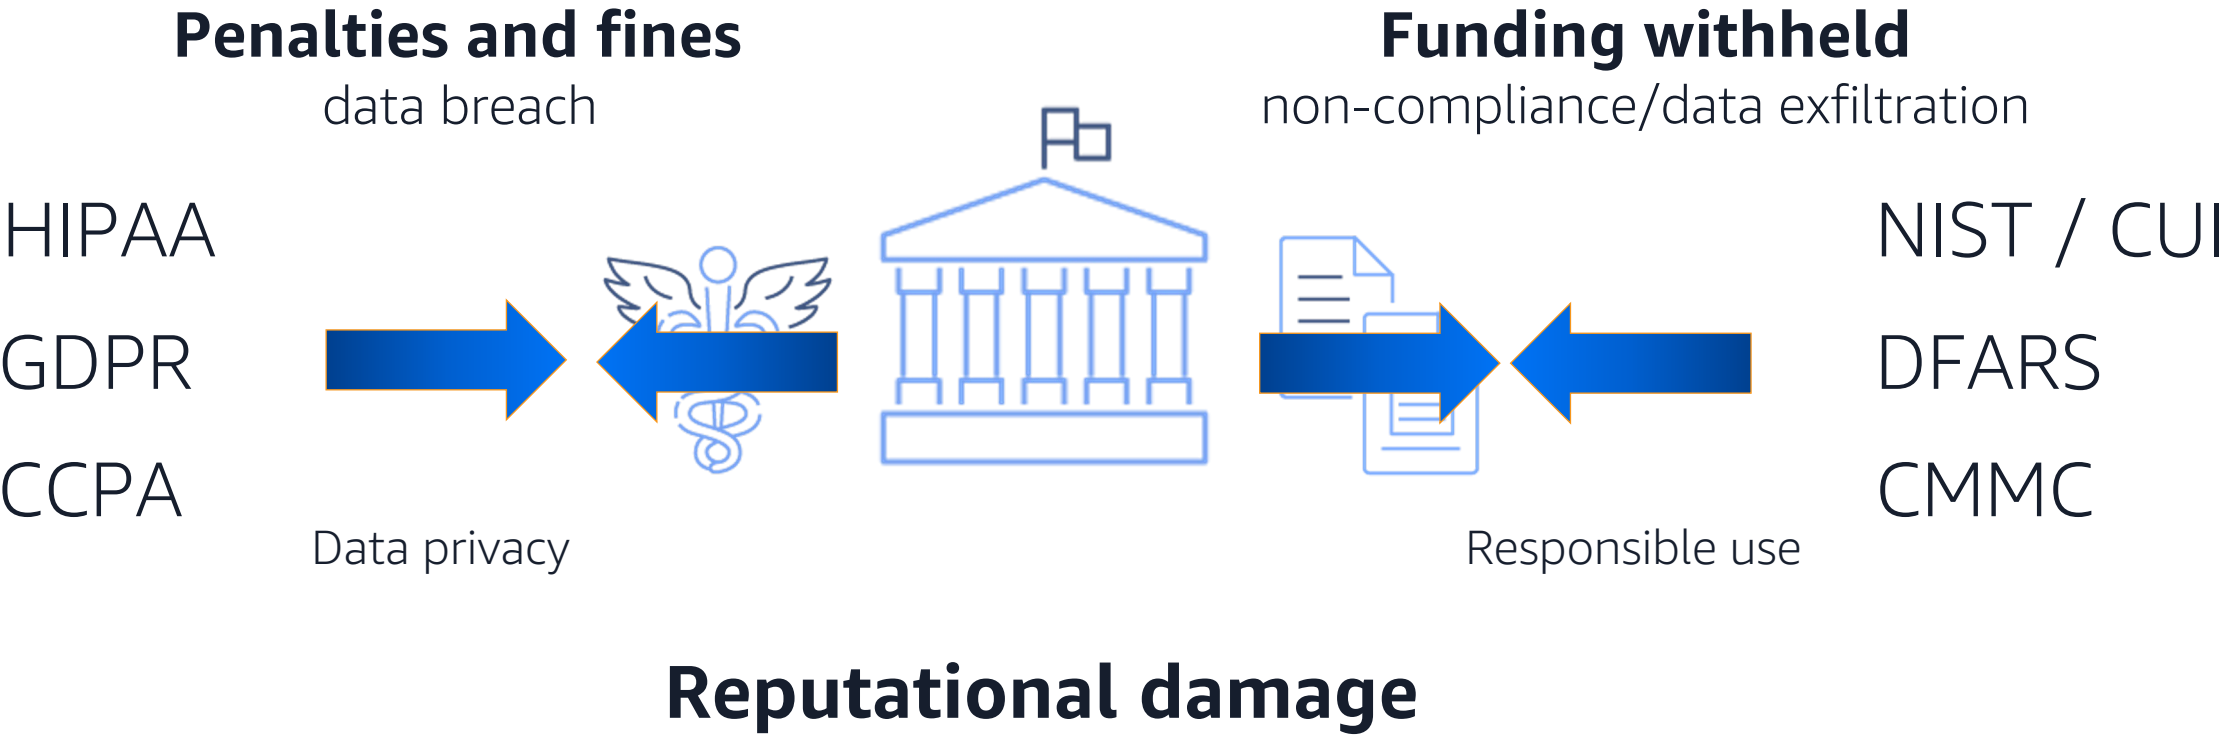 Penalties and fines
data breach
Funding withheld
non-compliance/data exfiltration
HIPAA
GDPR
CCPA
Data privacy
NIST / CUI
DFARS
CMMC
Responsible use
Reputational damage